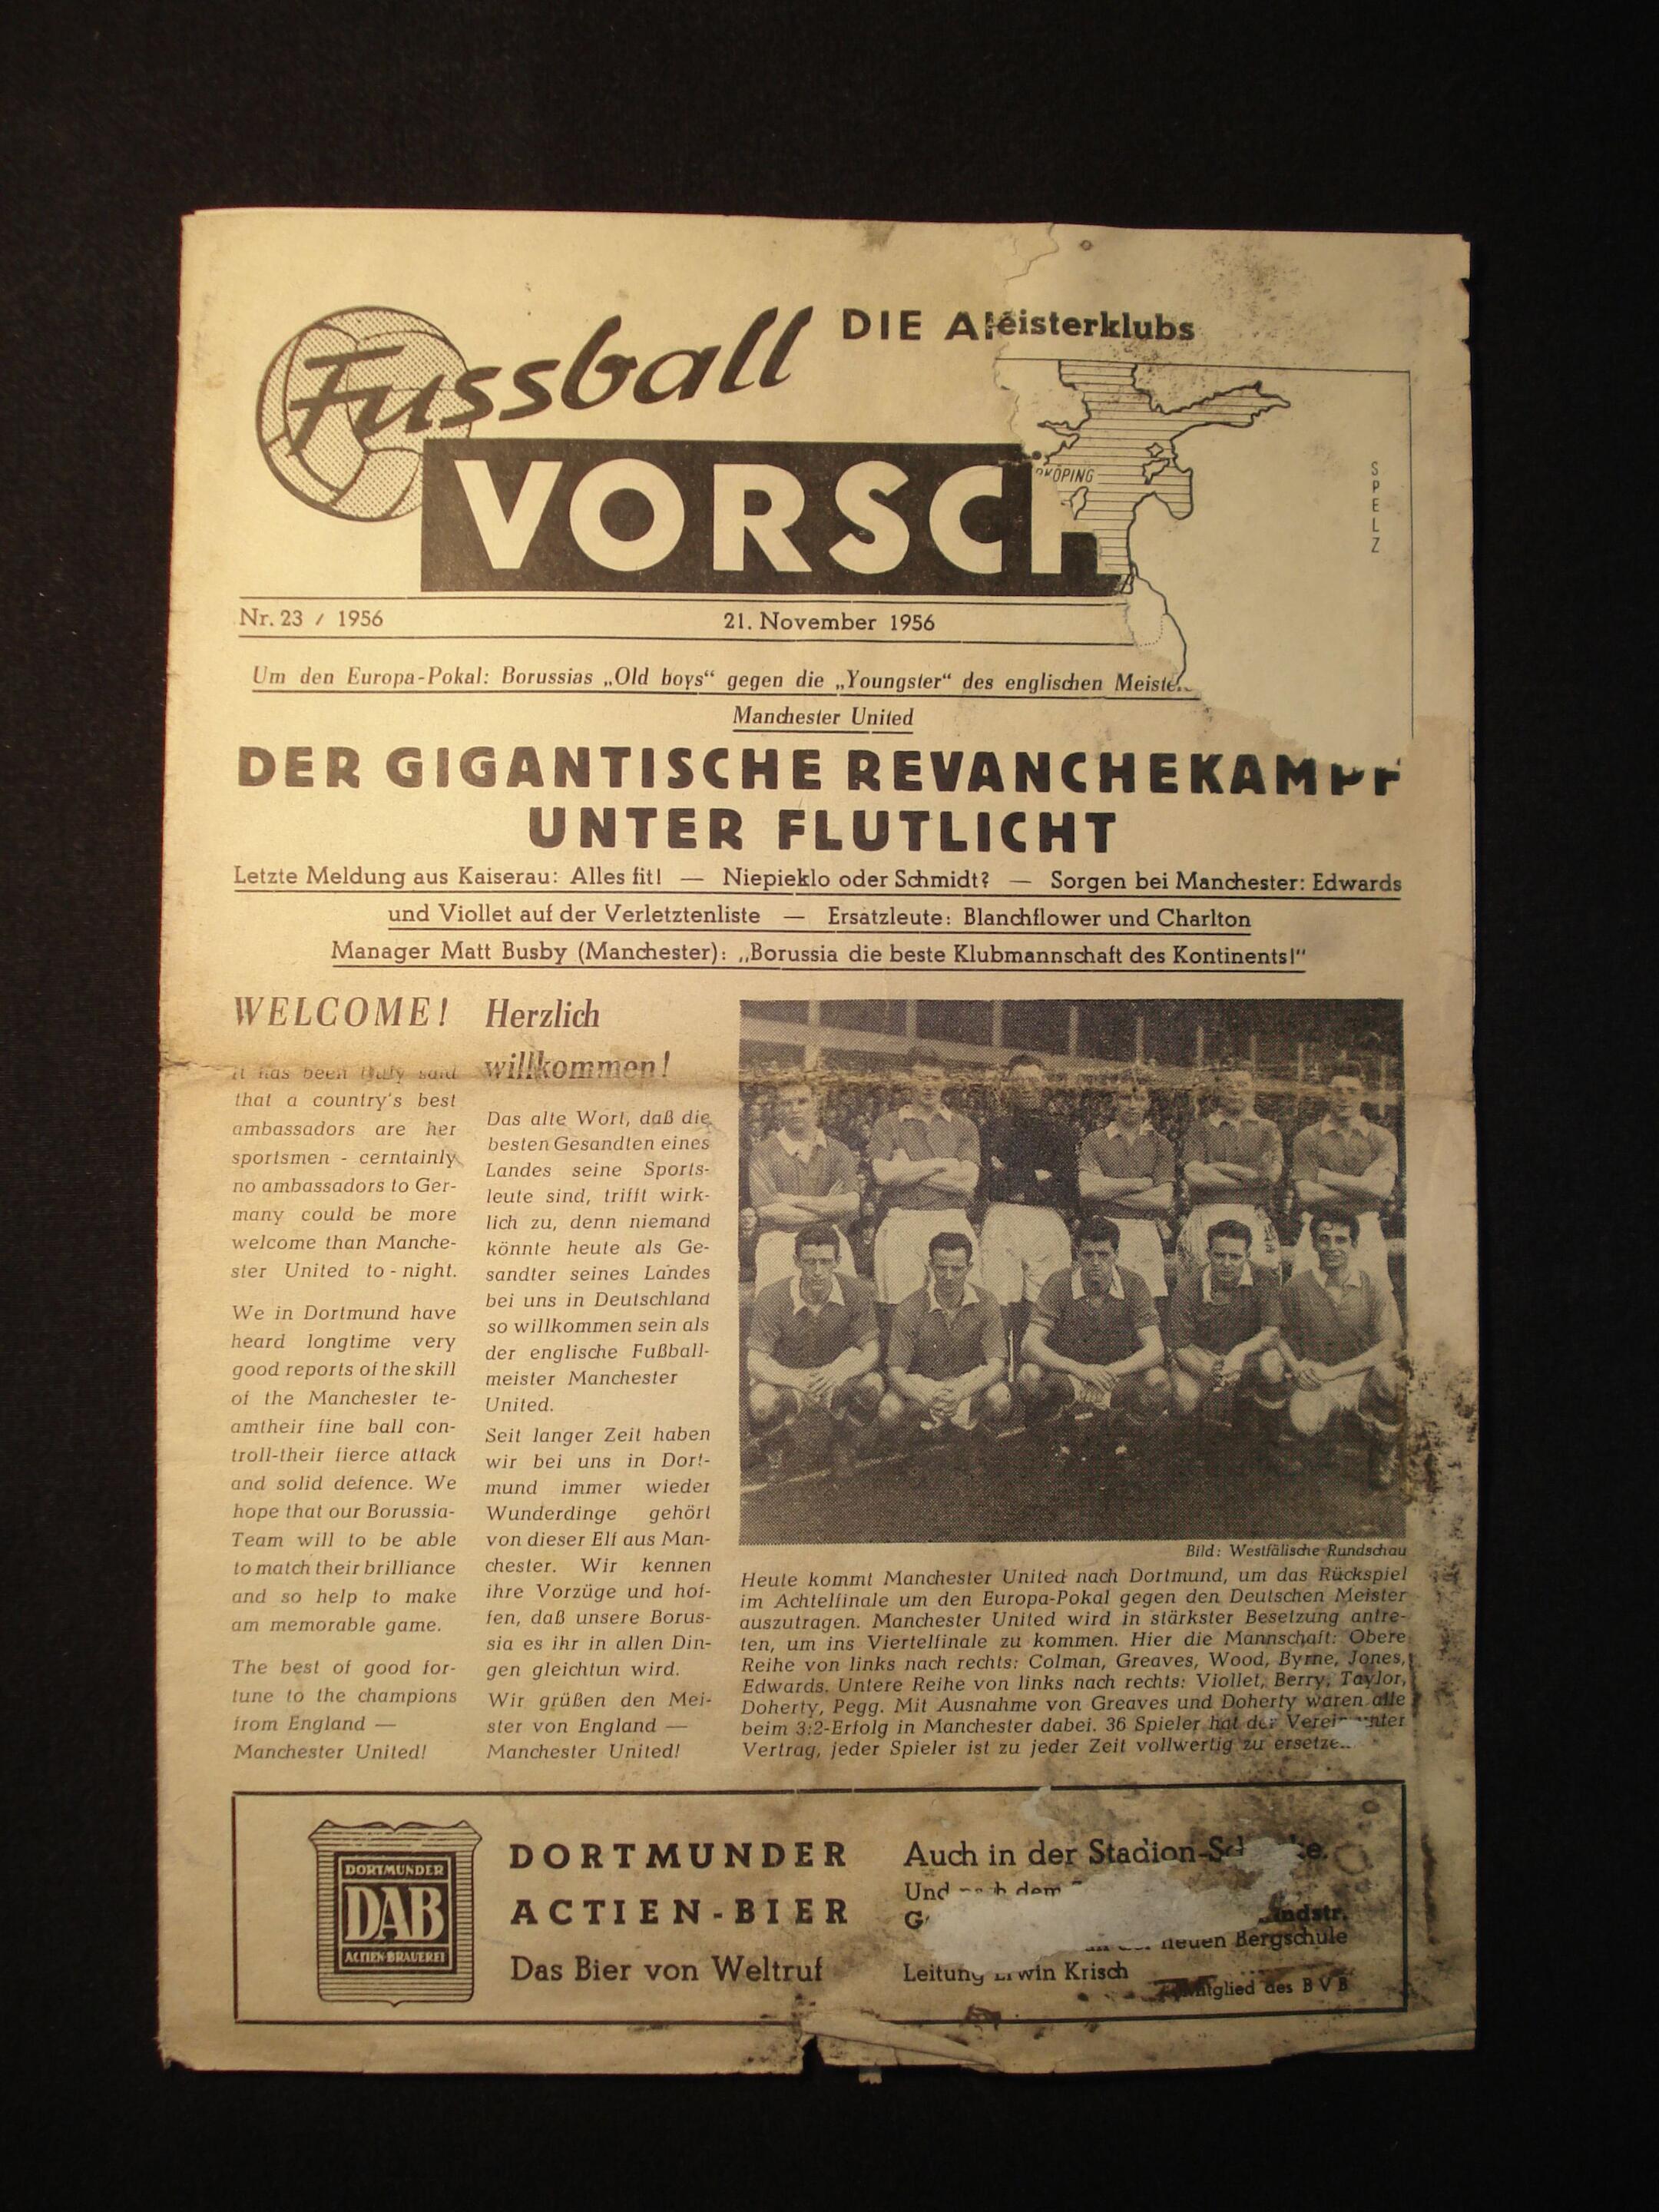 Fussball
DIE A
eisterklubs
VORSCH
KÖPING
SPELZ
Nr. 23 / 1956
21. November 1956
Um den Europa-Pokal: Borussias „Old boys“ gegen die „Youngster“ des englischen
Manchester United
DER GIGANTISCHE REVANCHEKAMPF
UNTER FLUTLICHT
Letzte Meldung aus Kaiserau: Alles fit! — Niepieklo oder Schmidt? — Sorgen bei Manchester: Edwards
und Viollet auf der Verletztenliste — Ersatzleute: Blanchflower und Charlton
Manager Matt Busby (Manchester): „Borussia die beste Klubmannschaft des Kontinents!“
WELCOME!
It has been truly said
that a country's best
ambassadors are her
sportsmen - cerntainly
no ambassadors to Ger-
many could be more
welcome than Manche-
ster United to-night.
We in Dortmund have
heard longtime very
good reports of the skill
of the Manchester te-
amtheir fine ball con-
troll-their fierce attack
and solid defence. We
hope that our Borussia-
Team will to be able
to match their brilliance
and so help to make
am memorable game.
The best of good for-
tune to the champions
from England —
Manchester United!
Herzlich
willkommen!
Das alte Wort, daß die
besten Gesandten eines
Landes seine Sports-
leute sind, trifft wirk-
lich zu, denn niemand
könnte heute als Ge-
sandter seines Landes
bei uns in Deutschland
so willkommen sein als
der englische Fußball-
meister Manchester
United.
Seit langer Zeit haben
wir bei uns in Dort-
mund immer wieder
Wunderdinge gehört
von dieser Elf aus Man-
chester. Wir kennen
ihre Vorzüge und hof-
fen, daß unsere Borus-
sia es ihr in allen Din-
gen gleichtun wird.
Wir grüßen den Mei-
ster von England —
Manchester United!
Bild: Westfälische Rundschau
Heute kommt Manchester United nach Dortmund, um das Rückspiel
im Achtelfinale um den Europa-Pokal gegen den Deutschen Meister
auszutragen. Manchester United wird in stärkster Besetzung antre-
ten, um ins Viertelfinale zu kommen. Hier die Mannschaft: Obere
Reihe von links nach rechts: Colman, Greaves, Wood, Byrne, Jones,
Edwards. Untere Reihe von links nach rechts: Viollet, Berry, Taylor,
Doherty, Pegg. Mit Ausnahme von Greaves und Doherty waren alle
beim 3:2-Erfolg in Manchester dabei. 36 Spieler hat der Verein unter
Vertrag, jeder Spieler ist zu jeder Zeit vollwertig zu
DORTMUNDER
DAB
ACTIEN-BRAUEREI
DORTMUNDER
ACTIEN-BIER
Das Bier von Weltruf
Auch in der Stadion-
Und nach dem
neuen Bergschule
Leitung Erwin Krisch
Mitglied des BVB